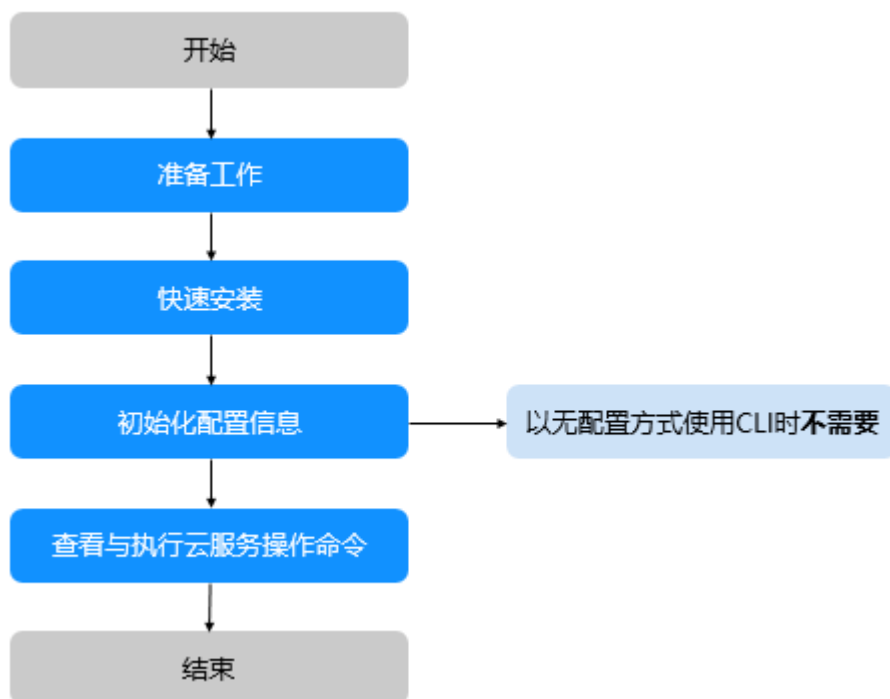 开始
准备工作
快速安装
初始化配置信息
以无配置方式使用CLI时不需要
查看与执行云服务操作命令
结束